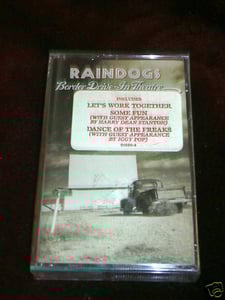 RAINDOGS
Border Drive-In Theatre
INCLUDES
LET'S WORK TOGETHER
SOME FUN
(WITH GUEST APPEARANCE
BY HARRY DEAN STANTON)
DANCE OF THE FREAKS
(WITH GUEST APPEARANCE
BY IGGY POP)